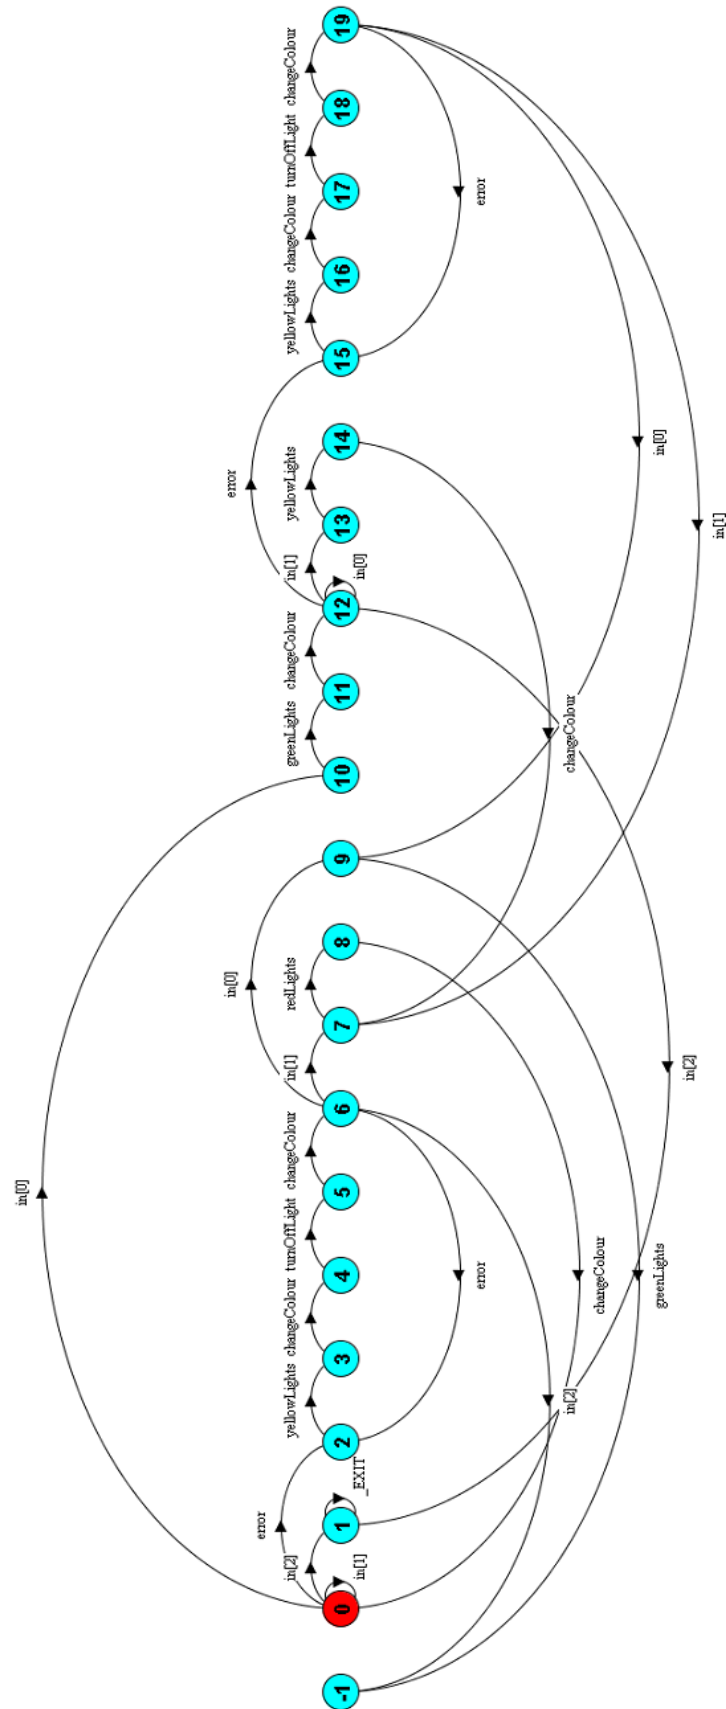 in[0]
error
in[2]
in[1]
_EXIT
yellowLights changeColour turnOffLight changeColour
in[0]
in[1]
redLights
greenLights changeColour
error
in[1]
in[0]
yellowLights
yellowLights changeColour turnOffLight changeColour
-1
0
1
2
3
4
5
6
7
8
9
10
11
12
13
14
15
16
17
18
19
error
error
in[2]
changeColour
changeColour
in[0]
greenLights
in[2]
in[1]